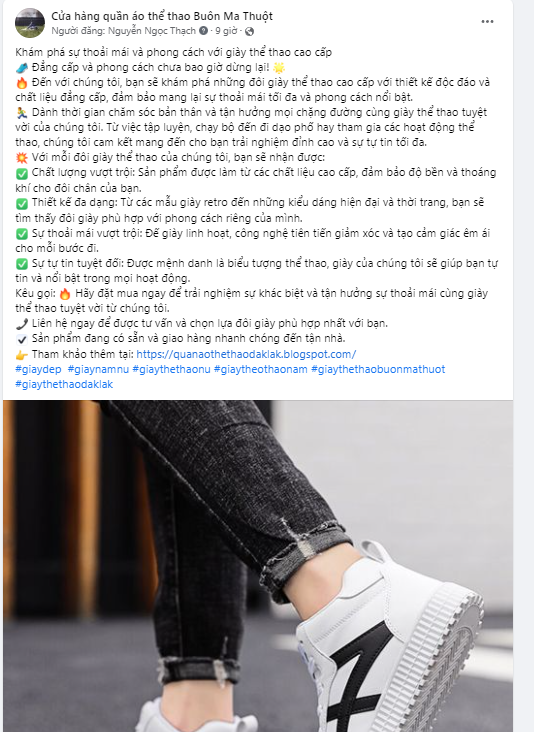 Cửa hàng quần áo thể thao Buôn Ma Thuột
Người đăng: Nguyễn Ngọc Thạch · 9 giờ ·
Khám phá sự thoải mái và phong cách với giày thể thao cao cấp
Đẳng cấp và phong cách chưa bao giờ dừng lại! 🌟
🔥 Đến với chúng tôi, bạn sẽ khám phá những đôi giày thể thao cao cấp với thiết kế độc đáo và
chất liệu đẳng cấp, đảm bảo mang lại sự thoải mái tối đa và phong cách nổi bật.
🏃 Dành thời gian chăm sóc bản thân và tận hưởng mọi chặng đường cùng giày thể thao tuyệt
vời của chúng tôi. Từ việc tập luyện, chạy bộ đến đi dạo phố hay tham gia các hoạt động thể
thao, chúng tôi cam kết mang đến cho bạn trải nghiệm đỉnh cao và sự tự tin tối đa.
💥 Với mỗi đôi giày thể thao của chúng tôi, bạn sẽ nhận được:
✅ Chất lượng vượt trội: Sản phẩm được làm từ các chất liệu cao cấp, đảm bảo độ bền và thoáng
khí cho đôi chân của bạn.
✅ Thiết kế đa dạng: Từ các mẫu giày retro đến những kiểu dáng hiện đại và thời trang, bạn sẽ
tìm thấy đôi giày phù hợp với phong cách riêng của mình.
✅ Sự thoải mái vượt trội: Đế giày linh hoạt, công nghệ tiên tiến giảm xóc và tạo cảm giác êm ái
cho mỗi bước đi.
✅ Sự tự tin tuyệt đối: Được mệnh danh là biểu tượng thể thao, giày của chúng tôi sẽ giúp bạn tự
tin và nổi bật trong mọi hoạt động.
Kêu gọi: 🔥 Hãy đặt mua ngay để trải nghiệm sự khác biệt và tận hưởng sự thoải mái cùng giày
thể thao tuyệt vời từ chúng tôi.
Liên hệ ngay để được tư vấn và chọn lựa đôi giày phù hợp nhất với bạn.
Sản phẩm đang có sẵn và giao hàng nhanh chóng đến tận nhà.
👉 Tham khảo thêm tại: https://quanaothethaodaklak.blogspot.com/
#giaydep #giaynamnu #giaythethaonu #giaytheothaonam #giaythethaobuonmathuot
#giaythethaodaklak